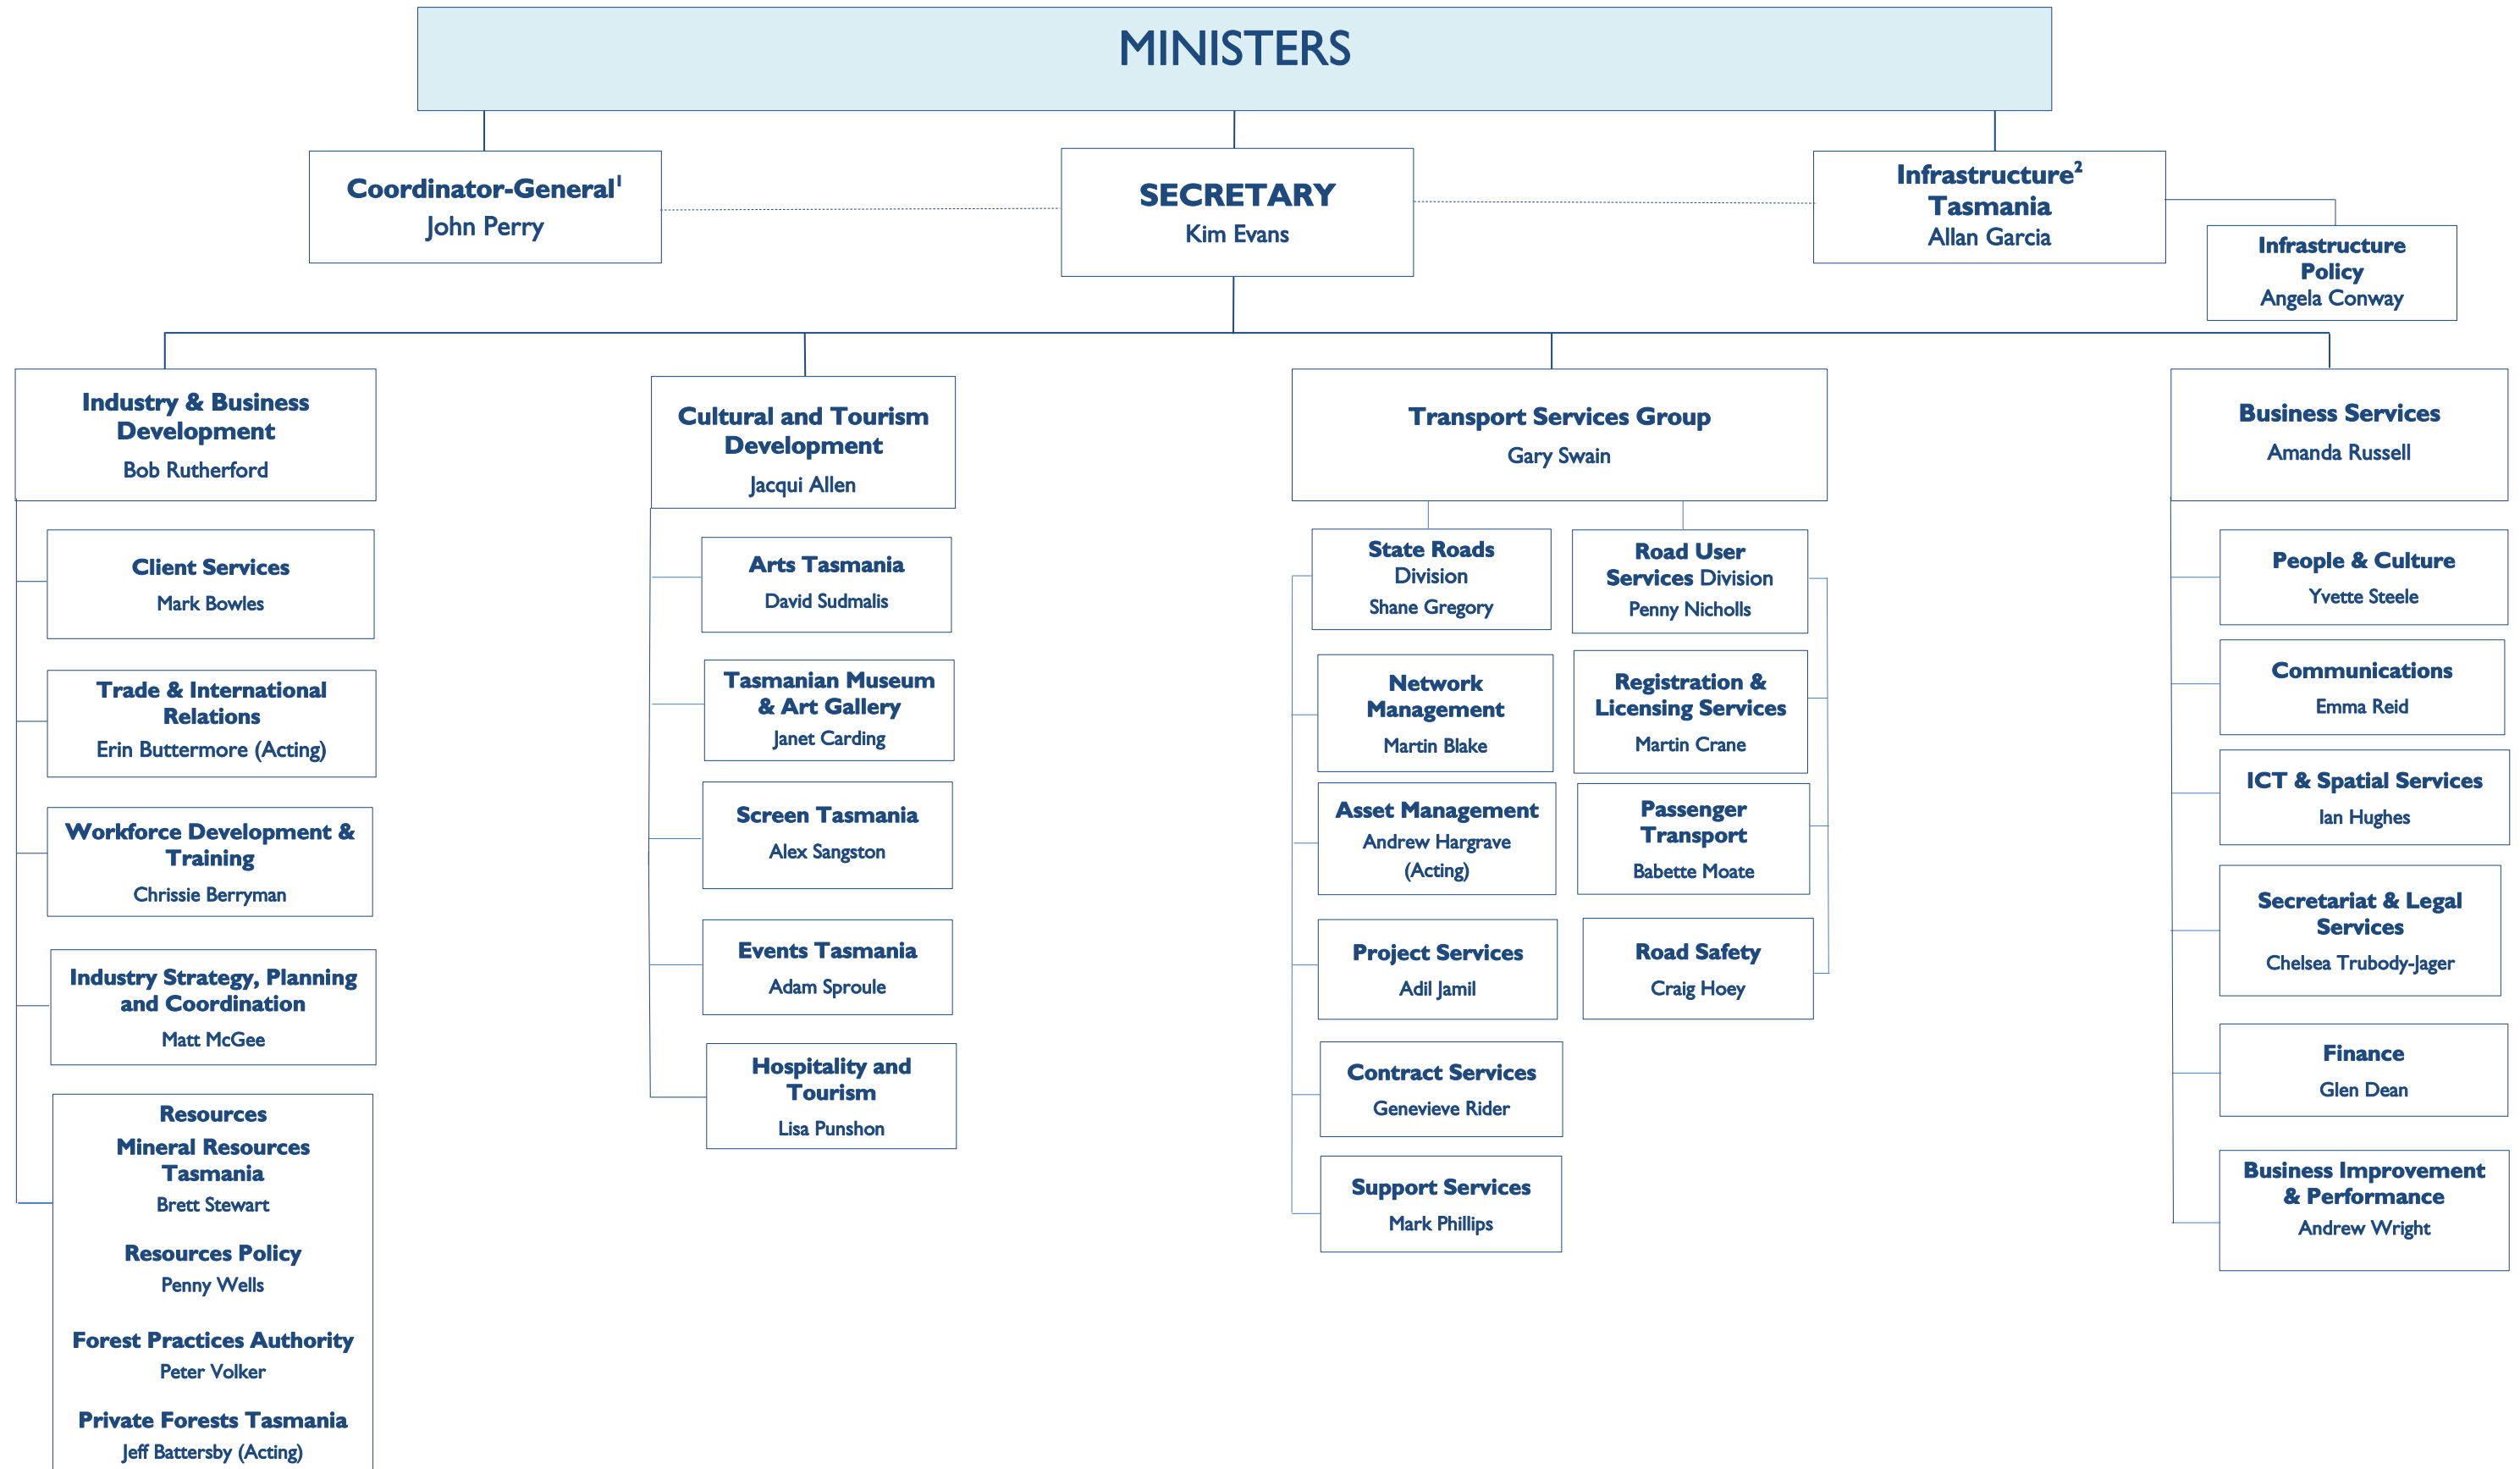 MINISTERS
Coordinator-General¹
John Perry
SECRETARY
Kim Evans
Infrastructure²
Tasmania
Allan Garcia
Infrastructure
Policy
Angela Conway
Industry & Business
Development
Bob Rutherford
Client Services
Mark Bowles
Trade & International
Relations
Erin Buttermore (Acting)
Workforce Development &
Training
Chrissie Berryman
Industry Strategy, Planning
and Coordination
Matt McGee
Resources
Mineral Resources
Tasmania
Brett Stewart
Resources Policy
Penny Wells
Forest Practices Authority
Peter Volker
Private Forests Tasmania
Jeff Battersby (Acting)
Cultural and Tourism
Development
Jacqui Allen
Arts Tasmania
David Sudmalis
Tasmanian Museum
& Art Gallery
Janet Carding
Screen Tasmania
Alex Sangston
Events Tasmania
Adam Sproule
Hospitality and
Tourism
Lisa Punshon
Transport Services Group
Gary Swain
State Roads
Division
Shane Gregory
Network
Management
Martin Blake
Asset Management
Andrew Hargrave
(Acting)
Project Services
Adil Jamil
Contract Services
Genevieve Rider
Support Services
Mark Phillips
Road User
Services Division
Penny Nicholls
Registration &
Licensing Services
Martin Crane
Passenger
Transport
Babette Moate
Road Safety
Craig Hoey
Business Services
Amanda Russell
People & Culture
Yvette Steele
Communications
Emma Reid
ICT & Spatial Services
Ian Hughes
Secretariat & Legal
Services
Chelsea Trubody-Jager
Finance
Glen Dean
Business Improvement
& Performance
Andrew Wright